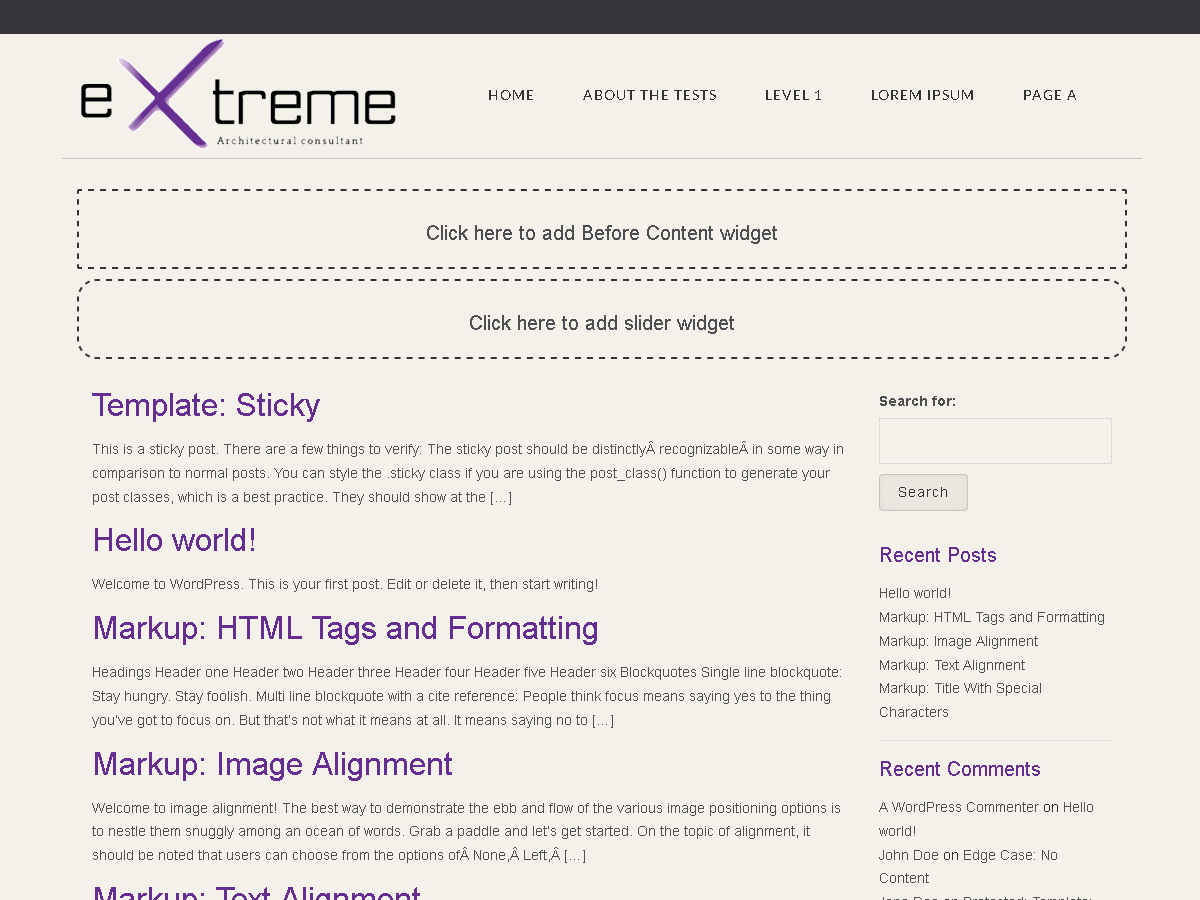 eXtreme
Architectural consultant
HOME
ABOUT THE TESTS
LEVEL 1
LOREM IPSUM
PAGE A
Click here to add Before Content widget
Click here to add slider widget
Template: Sticky
This is a sticky post. There are a few things to verify: The sticky post should be distinctlyÂ recognizableÂ in some way in
comparison to normal posts. You can style the .sticky class if you are using the post_class() function to generate your
post classes, which is a best practice. They should show at the […]
Hello world!
Welcome to WordPress. This is your first post. Edit or delete it, then start writing!
Markup: HTML Tags and Formatting
Headings Header one Header two Header three Header four Header five Header six Blockquotes Single line blockquote:
Stay hungry. Stay foolish. Multi line blockquote with a cite reference: People think focus means saying yes to the thing
you've got to focus on. But that's not what it means at all. It means saying no to […]
Markup: Image Alignment
Welcome to image alignment! The best way to demonstrate the ebb and flow of the various image positioning options is
to nestle them snuggly among an ocean of words. Grab a paddle and let's get started. On the topic of alignment, it
should be noted that users can choose from the options ofÂ None,Â Left,Â […]
Markup: Text Alignment
Search for:
Search
Recent Posts
Hello world!
Markup: HTML Tags and Formatting
Markup: Image Alignment
Markup: Text Alignment
Markup: Title With Special
Characters
Recent Comments
A WordPress Commenter on Hello
world!
John Doe on Edge Case: No
Content
Jane Doe on Protected: Template: